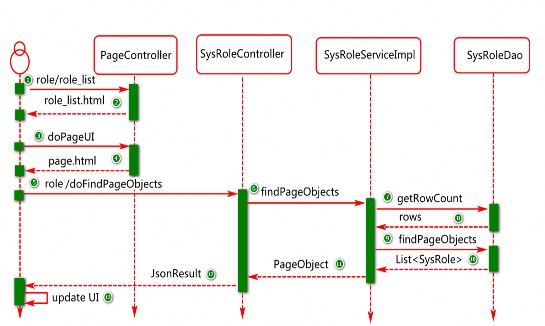 PageController SysRoleController SysRoleServiceImpl SysRoleDao
1 role/role_list
role_list.html 2
3 doPageUI
page.html 4
5 role /doFindPageObjects
6 findPageObjects
7 getRowCount
rows
9 findPageObjects
List<SysRole> 10
PageObject 11
JsonResult 12
update UI 13